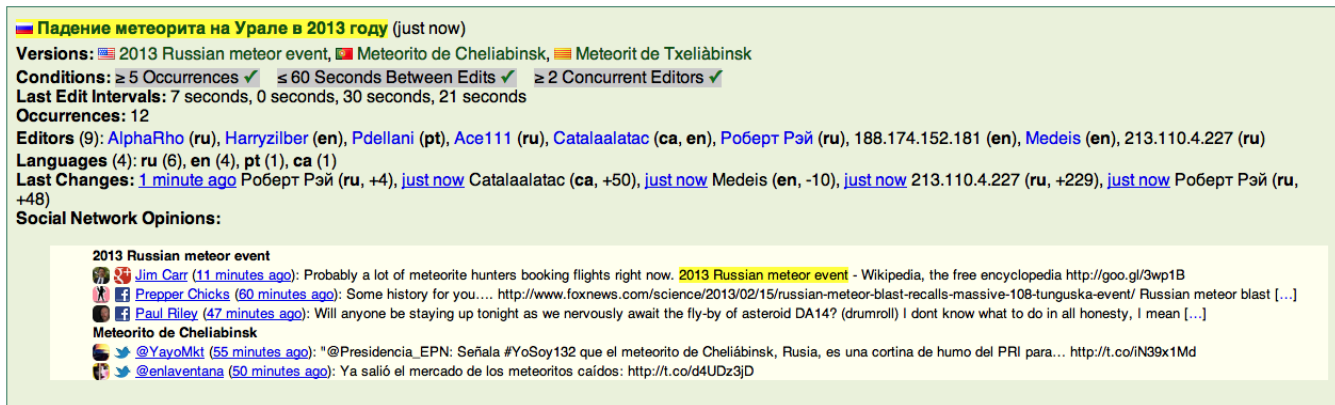 Падение метеорита на Урале в 2013 году (just now)
Versions: 2013 Russian meteor event, Meteorito de Cheliabinsk, Meteorit de Txeliàbinsk
Conditions: ≥ 5 Occurrences ✓ ≤ 60 Seconds Between Edits ✓ ≥ 2 Concurrent Editors ✓
Last Edit Intervals: 7 seconds, 0 seconds, 30 seconds, 21 seconds
Occurrences: 12
Editors (9): AlphaRho (ru), Harryzilber (en), Pdellani (pt), Ace111 (ru), Catalaalatac (ca, en), Роберт Рэй (ru), 188.174.152.181 (en), Medeis (en), 213.110.4.227 (ru)
Languages (4): ru (6), en (4), pt (1), ca (1)
Last Changes: 1 minute ago Роберт Рэй (ru, +4), just now Catalaalatac (ca, +50), just now Medeis (en, -10), just now 213.110.4.227 (ru, +229), just now Роберт Рэй (ru,
+48)
Social Network Opinions:
2013 Russian meteor event
Jim Carr (11 minutes ago): Probably a lot of meteorite hunters booking flights right now. 2013 Russian meteor event - Wikipedia, the free encyclopedia http://goo.gl/3wp1B
Prepper Chicks (60 minutes ago): Some history for you.... http://www.foxnews.com/science/2013/02/15/russian-meteor-blast-recalls-massive-108-tunguska-event/ Russian meteor blast [...]
Paul Riley (47 minutes ago): Will anyone be staying up tonight as we nervously await the fly-by of asteroid DA14? (drumroll) I dont know what to do in all honesty, I mean [...]
Meteorito de Cheliabinsk
@YayoMkt (55 minutes ago): "@Presidencia_EPN: Señala #YoSoy132 que el meteorito de Cheliábinsk, Rusia, es una cortina de humo del PRI para... http://t.co/iN39x1Md
@enlaventana (50 minutes ago): Ya salió el mercado de los meteoritos caídos: http://t.co/d4UDz3jD